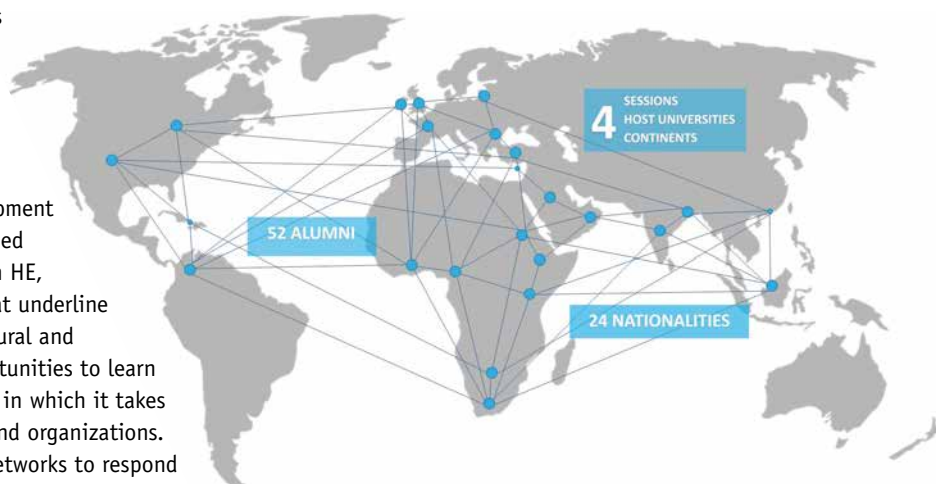 s
opment
ed
n HE,
at underline
ural and
rtunities to learn
in which it takes
nd organizations.
etworks to respond
4
SESSIONS
HOST UNIVERSITIES
CONTINENTS
52 ALUMNI
24 NATIONALITIES